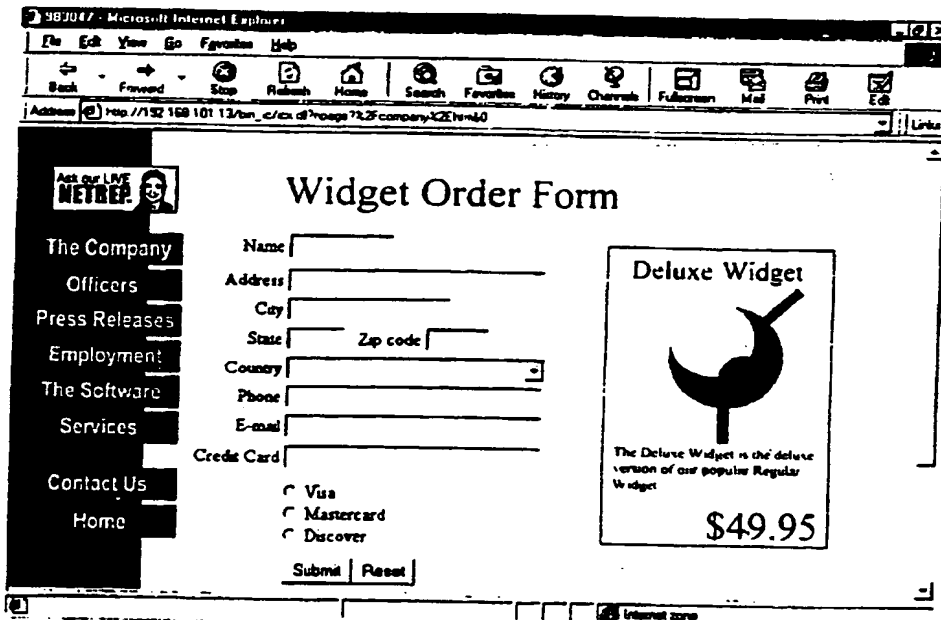 983047 - Microsoft Internet Explorer
File Edit View Go Favorites Help
Back Forward Stop Refresh Home Search Favorites History Channels Fullscreen Mail Print Edit
Address Links
Ask our LIVE
NETREP.
Widget Order Form
The Company
Officers
Press Releases
Employment
The Software
Services
Contact Us
Home
Name
Address
City
State Zip code
Country
Phone
E-mail
Credit Card
Visa
Mastercard
Discover
Submit Reset
Deluxe Widget
The Deluxe Widget is the deluxe
version of our popular Regular
Widget
$49.95
Internet zone